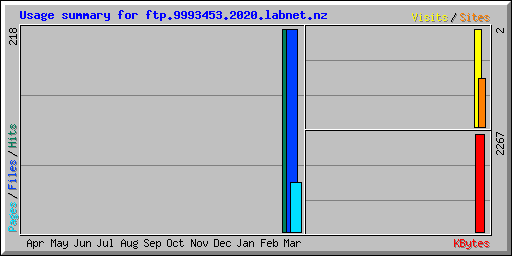 Usage summary for ftp.9993453.2020.labnet.nz
Visits/Sites
218
2
Pages/Files/Hits
2267
Apr May Jun Jul Aug Sep Oct Nov Dec Jan Feb Mar
KBytes